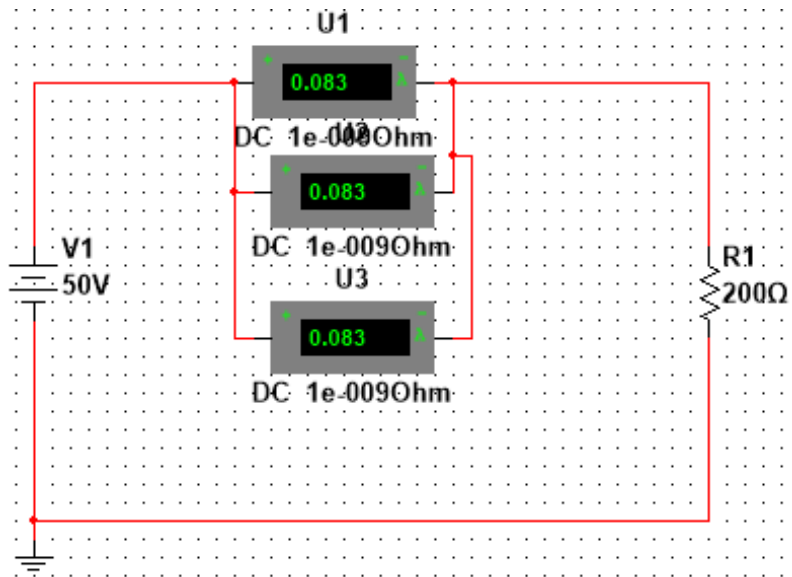 U1
+ -
0.083 A
U2
DC 1e-009Ohm
+ -
0.083 A
DC 1e-009Ohm
U3
+ -
0.083 A
DC 1e-009Ohm
V1
50V
R1
200Ω